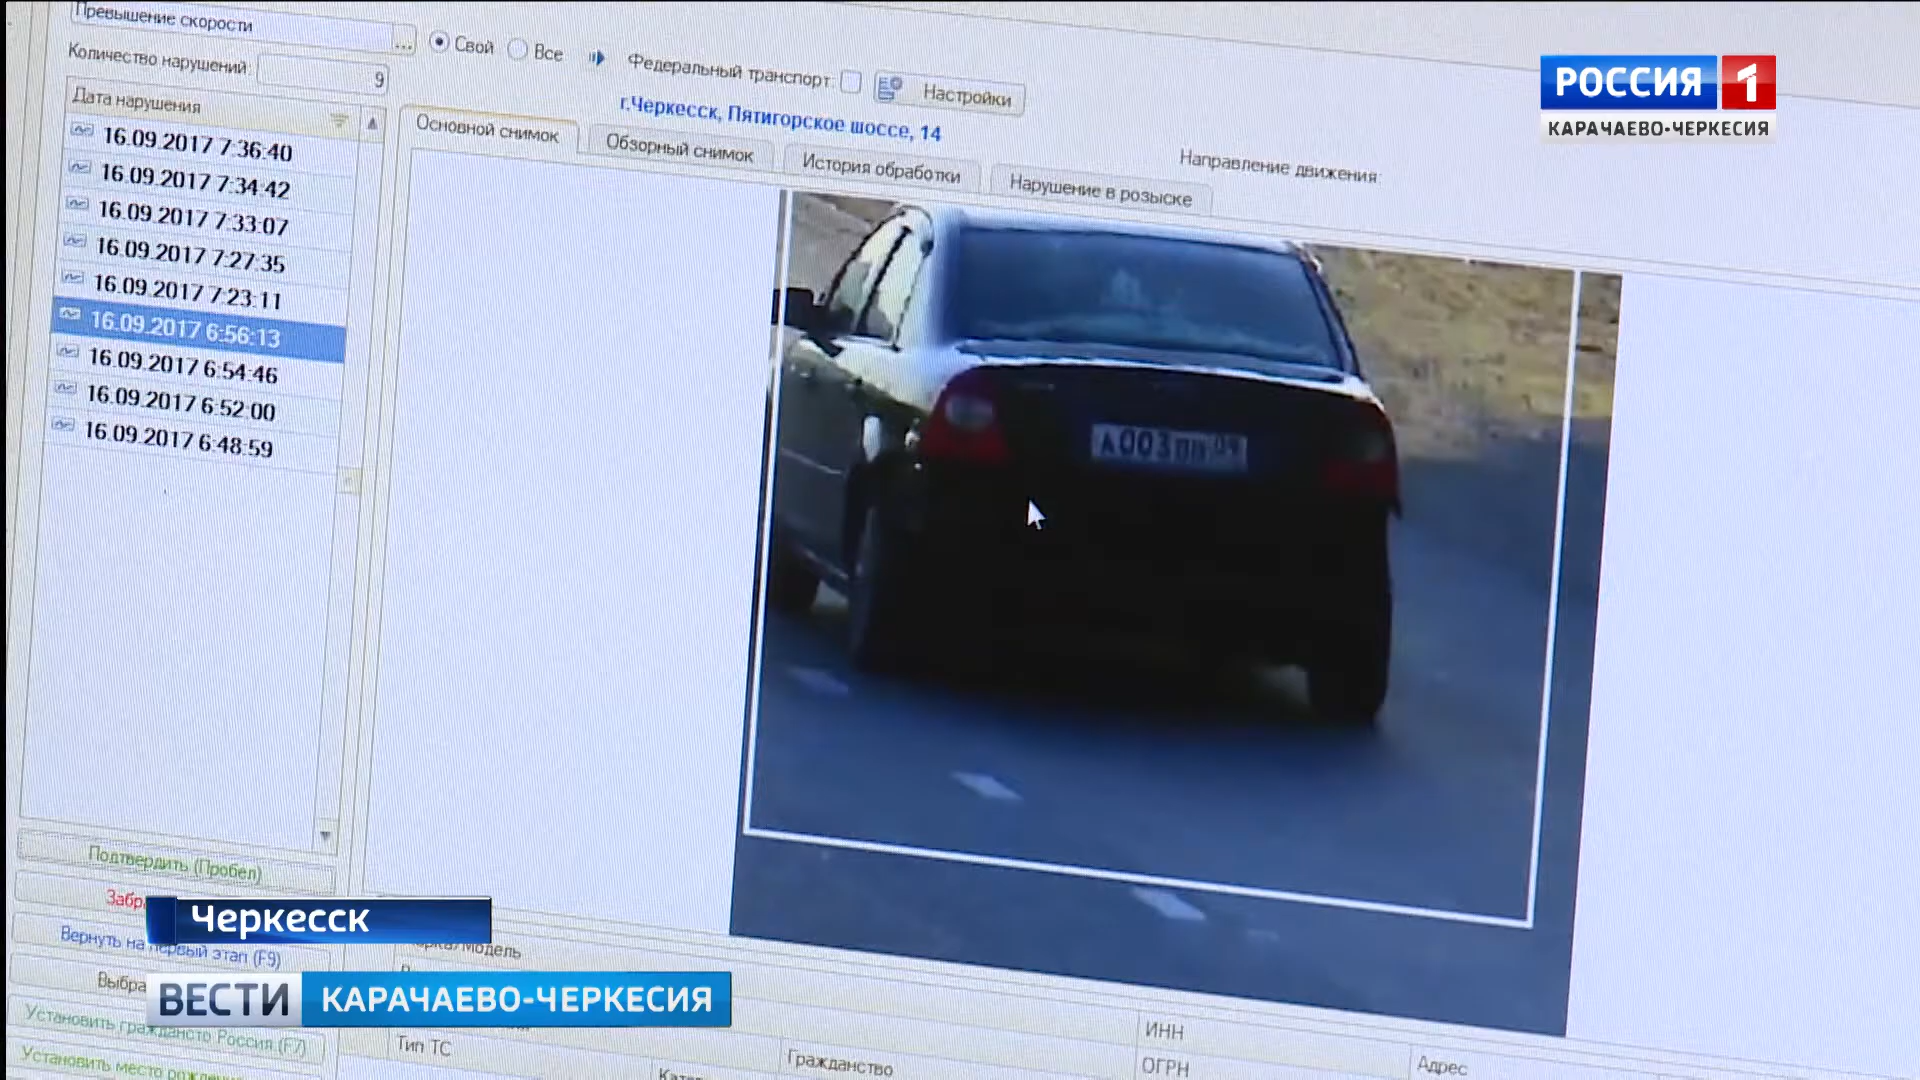 Превышение скорости
...
Свой
Все
Федеральный транспорт:
Настройки
Количество нарушений:
9
г.Черкесск, Пятигорское шоссе, 14
Направление движения:
Дата нарушения
Основной снимок
Обзорный снимок
История обработки
Нарушение в розыске
16.09.2017 7:36:40
16.09.2017 7:34:42
16.09.2017 7:33:07
16.09.2017 7:27:35
16.09.2017 7:23:11
16.09.2017 6:56:13
16.09.2017 6:54:46
16.09.2017 6:52:00
16.09.2017 6:48:59
РОССИЯ 1
КАРАЧАЕВО-ЧЕРКЕСИЯ
А003 09
Подтвердить (Пробел)
Черкесск
Вернуть на первый этап (F9)
Модель
ВЕСТИ КАРАЧАЕВО-ЧЕРКЕСИЯ
Установить гражданство Россия (F7)
Установить место
Тип ТС
Гражданство
ИНН
ОГРН
Адрес